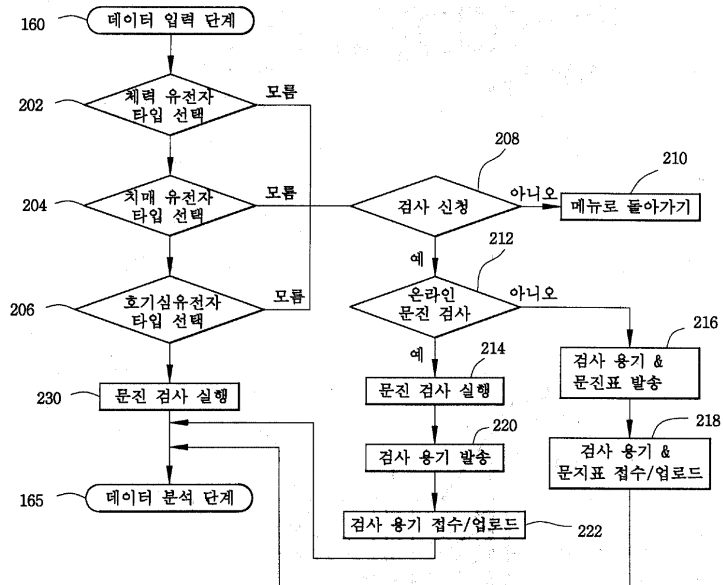 160
데이터 입력 단계
202
체력 유전자
타입 선택
모름
204
치매 유전자
타입 선택
모름
206
호기심유전자
타입 선택
모름
230
문진 검사 실행
165
데이터 분석 단계
208
검사 신청
아니오
210
메뉴로 돌아가기
예
212
온라인
문진 검사
아니오
예
214
문진 검사 실행
220
검사 용기 발송
검사 용기 접수/업로드
222
216
검사 용기 &
문진표 발송
218
검사 용기 &
문지표 접수/업로드